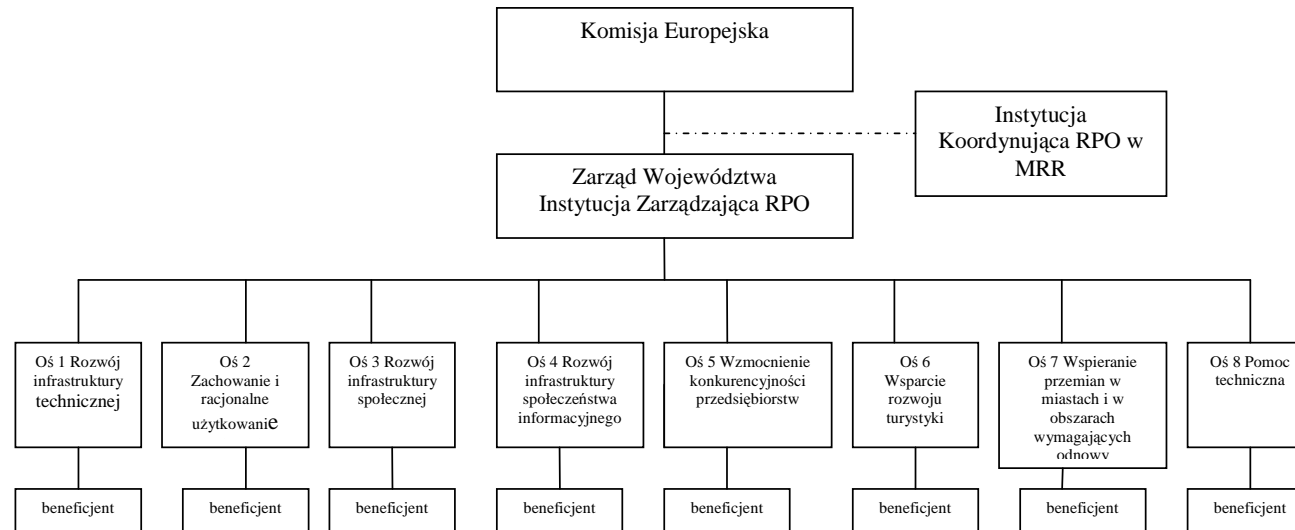 Komisja Europejska
Instytucja
Koordynująca RPO w
MRR
Zarząd Województwa
Instytucja Zarządzająca RPO
Oś 1 Rozwój
infrastruktury
technicznej
Oś 2
Zachowanie i
racjonalne
użytkowanie
Oś 3 Rozwój
infrastruktury
społecznej
Oś 4 Rozwój
infrastruktury
społeczeństwa
informacyjnego
Oś 5 Wzmocnienie
konkurencyjności
przedsiębiorstw
Oś 6
Wsparcie
rozwoju
turystyki
Oś 7 Wspieranie
przemian w
miastach i w
obszarach
wymagających
odnowy
Oś 8 Pomoc
techniczna
beneficjent
beneficjent
beneficjent
beneficjent
beneficjent
beneficjent
beneficjent
beneficjent